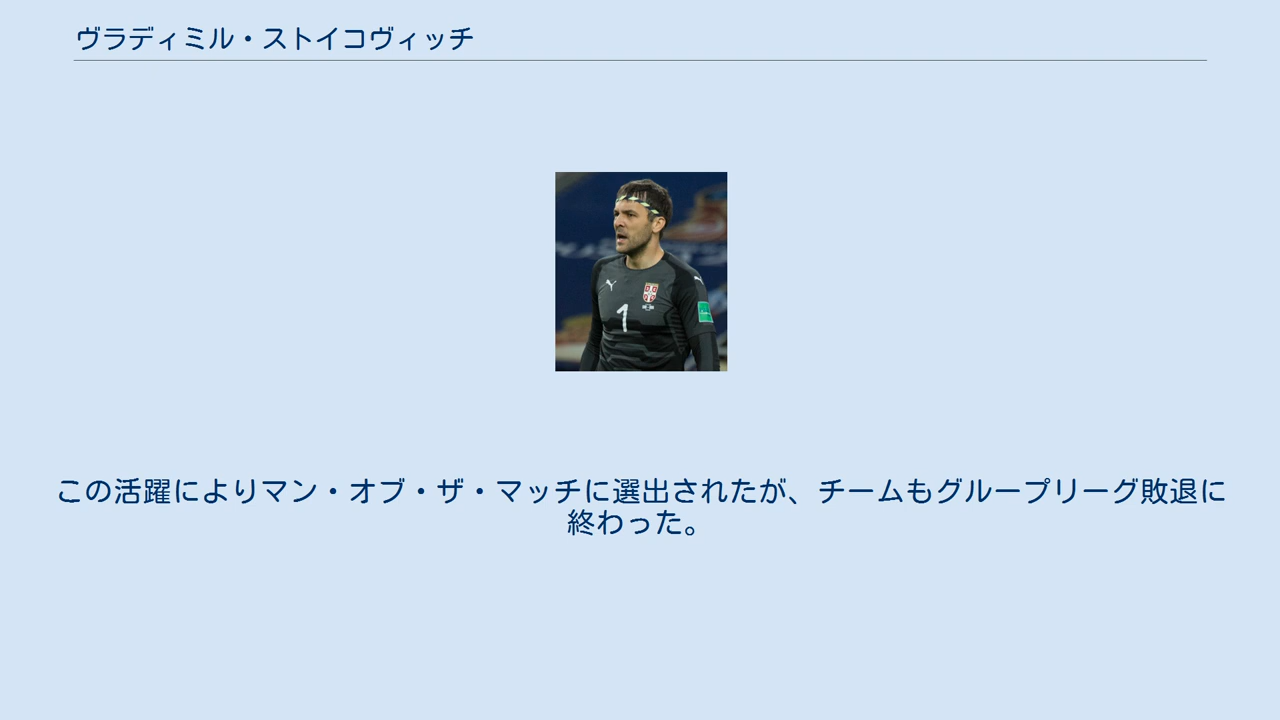 ヴラディミル・ストイコヴィッチ
1
この活躍によりマン・オブ・ザ・マッチに選出されたが、チームもグループリーグ敗退に
終わった。